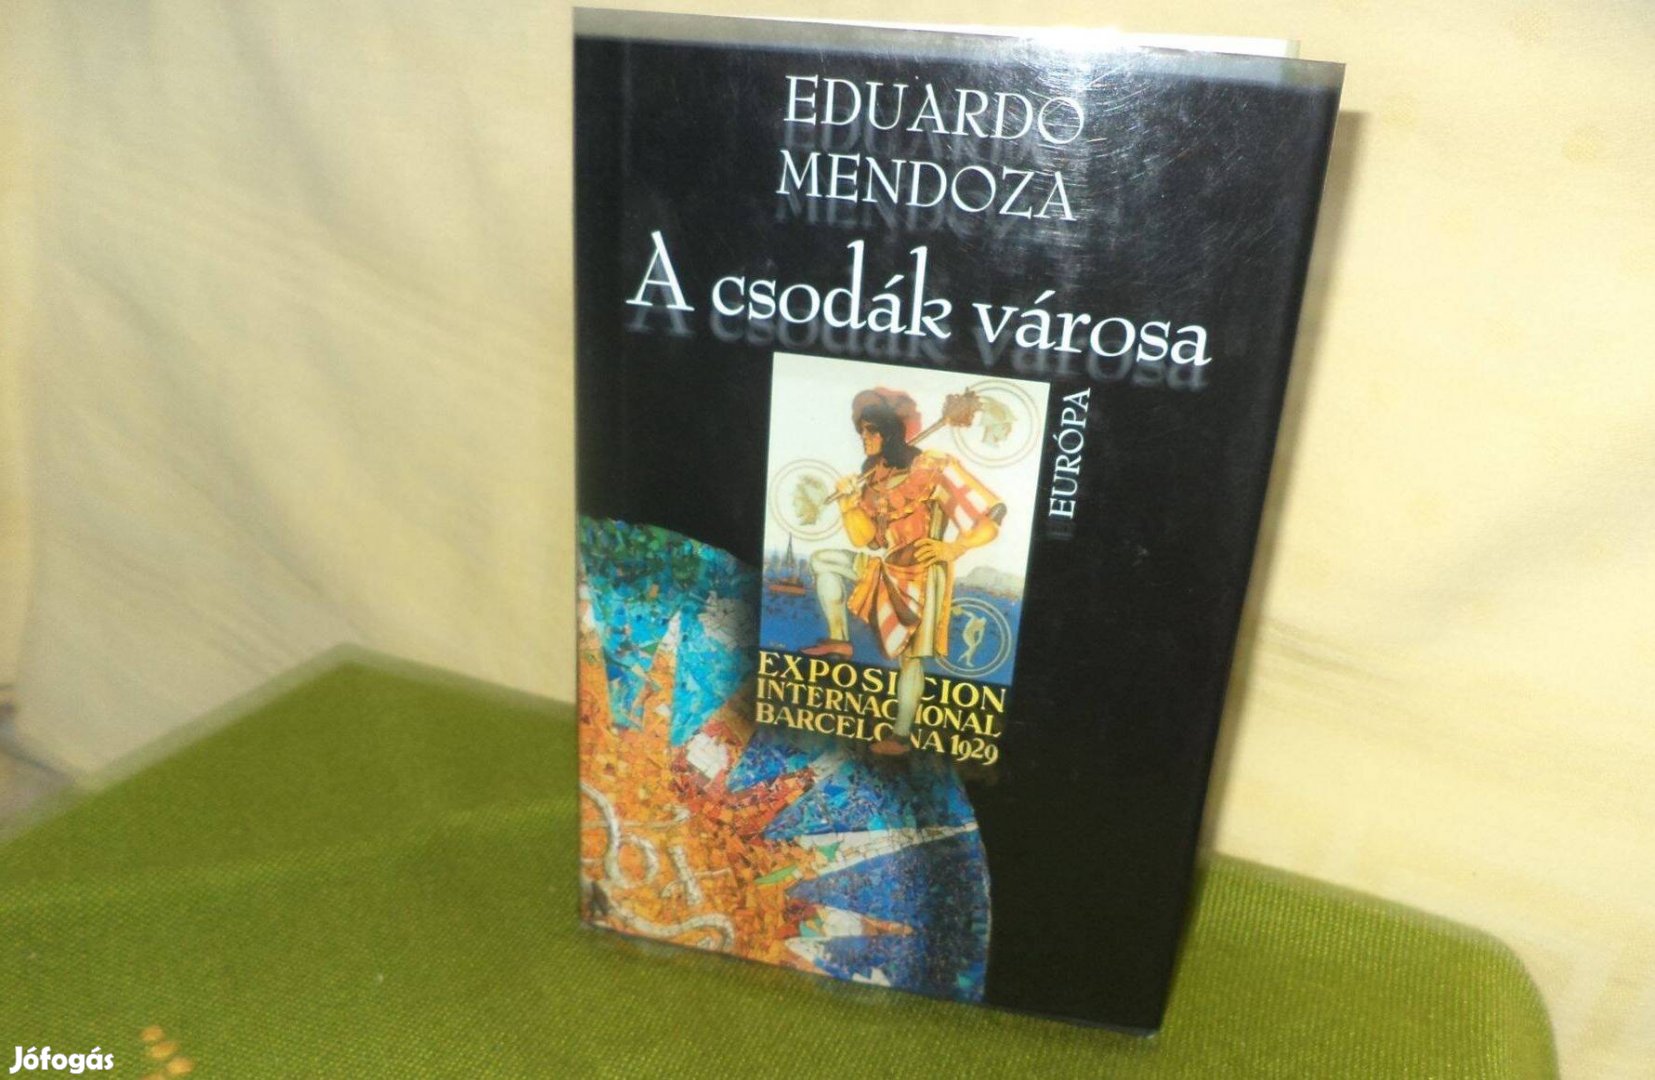 EDUARDO
MENDOZA
A csodák városa
EURÓPA
EXPOSICION
INTERNACIONAL
BARCELONA 1929
Jófogás